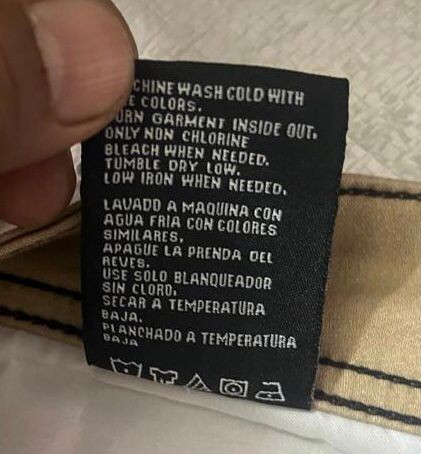 CHINE WASH COLD WITH
E COLORS.
URN GARMENT INSIDE OUT.
ONLY NON CHLORINE
BLEACH WHEN NEEDED.
TUMBLE DRY LOW.
LOW IRON WHEN NEEDED.
LAVADO A MAQUINA CON
AGUA FRIA CON COLORES
SIMILARES.
APAGUE LA PRENDA DEL
REVES.
USE SOLO BLANQUEADOR
SIN CLORO.
SECAR A TEMPERATURA
BAJA.
PLANCHADO A TEMPERATURA
BAJA